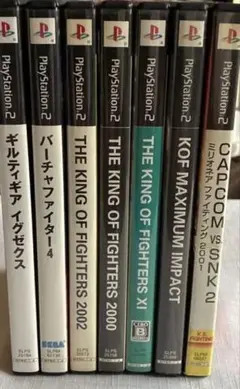 PlayStation 2
ギルティギア イグゼクス
PlayStation 2
バーチャファイター4
SEGA
PlayStation 2
THE KING OF FIGHTERS 2002
PlayStation 2
THE KING OF FIGHTERS 2000
PlayStation 2
THE KING OF FIGHTERS XI
CERO
B
PlayStation 2
KOF MAXIMUM IMPACT
PlayStation 2
CAPCOM VS. SNK 2
ミリオネア ファイティング 2001